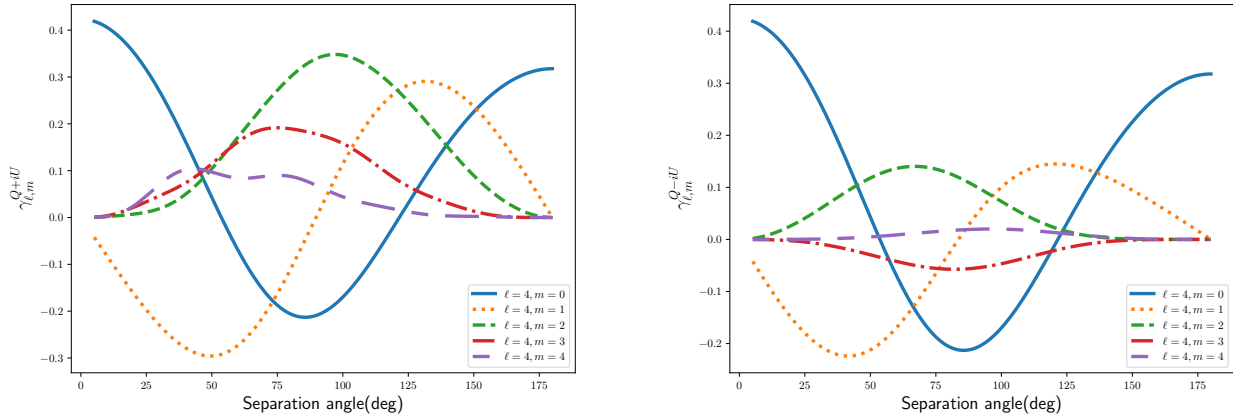 0.4
0.3
0.2
0.1
0.0
−0.1
−0.2
−0.3
γ^{Q+iU}_{ℓ,m}
0 25 50 75 100 125 150 175
Separation angle(deg)
ℓ = 4, m = 0
ℓ = 4, m = 1
ℓ = 4, m = 2
ℓ = 4, m = 3
ℓ = 4, m = 4
0.4
0.3
0.2
0.1
0.0
−0.1
−0.2
γ^{Q−iU}_{ℓ,m}
0 25 50 75 100 125 150 175
Separation angle(deg)
ℓ = 4, m = 0
ℓ = 4, m = 1
ℓ = 4, m = 2
ℓ = 4, m = 3
ℓ = 4, m = 4